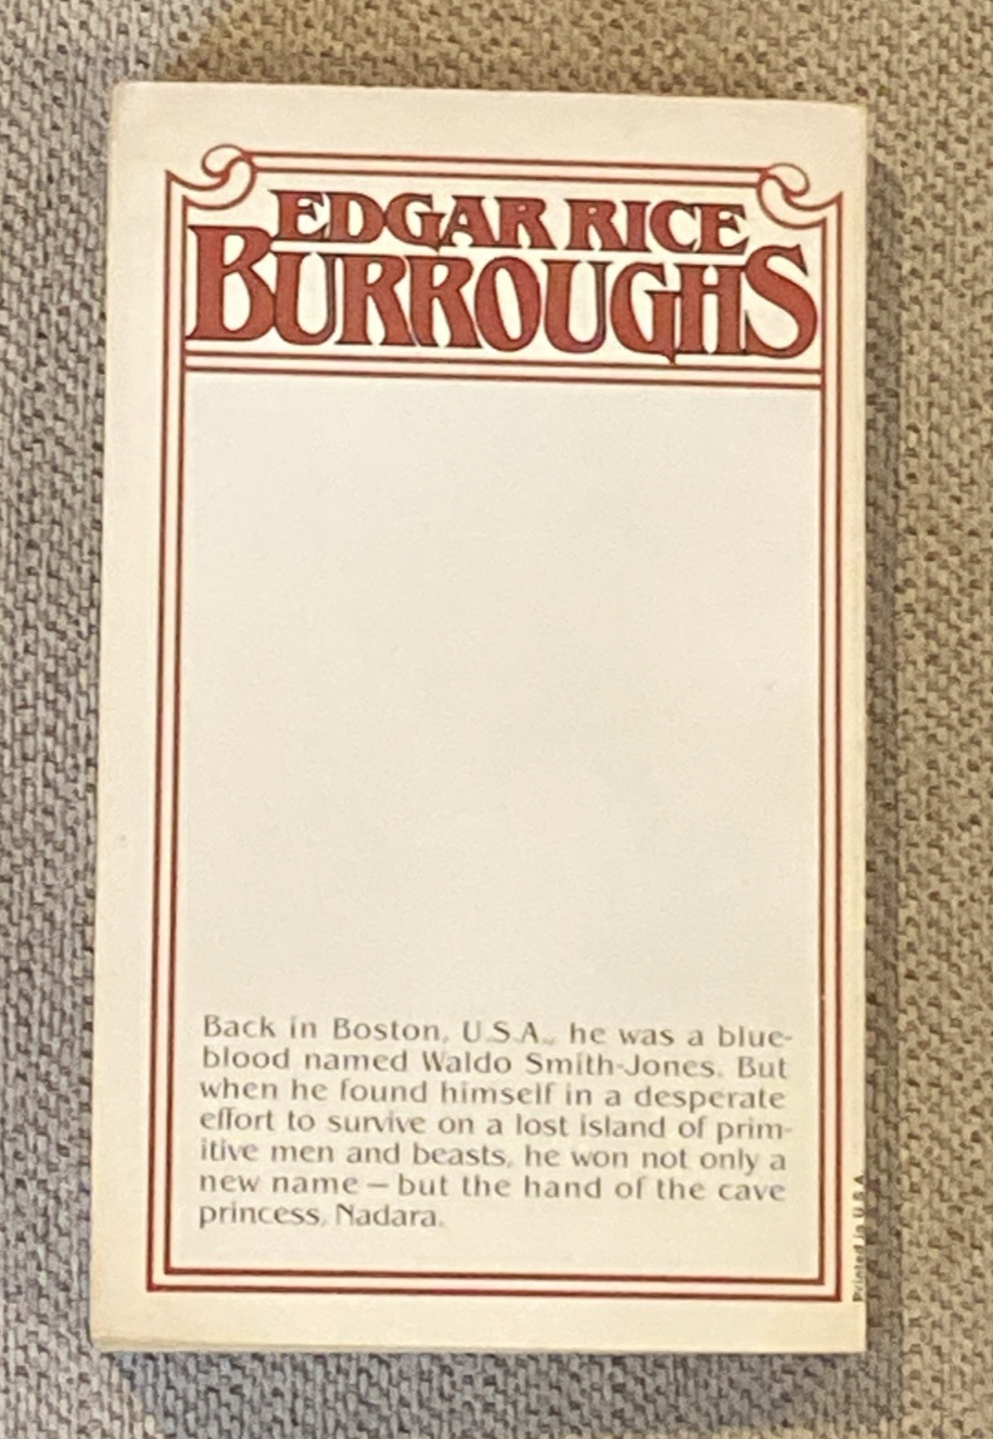 EDGAR RICE
BURROUGHS
Back in Boston, U.S.A., he was a blue-
blood named Waldo Smith-Jones. But
when he found himself in a desperate
effort to survive on a lost island of prim-
itive men and beasts, he won not only a
new name — but the hand of the cave
princess, Nadara.
Printed in U.S.A.